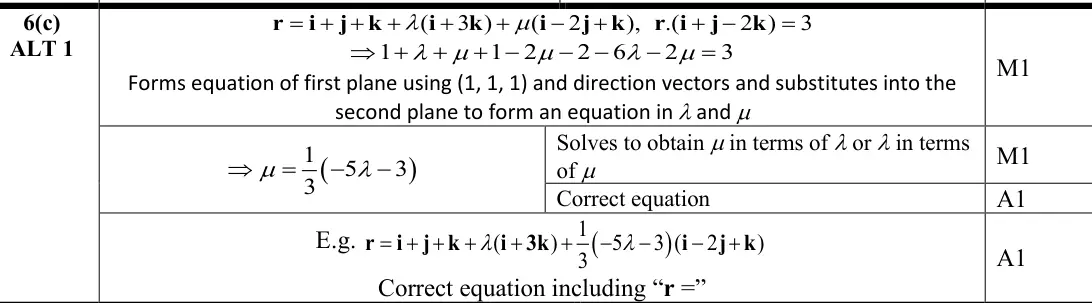 6(c)
ALT 1
r = i + j + k + λ(i + 3k) + μ(i − 2j + k), r.(i + j − 2k) = 3
⇒ 1 + λ + μ + 1 − 2μ − 2 − 6λ − 2μ = 3
Forms equation of first plane using (1, 1, 1) and direction vectors and substitutes into the
second plane to form an equation in λ and μ
M1
⇒ μ = 1/3 (−5λ − 3)
Solves to obtain μ in terms of λ or λ in terms
of μ
M1
Correct equation
A1
E.g. r = i + j + k + λ(i + 3k) + 1/3 (−5λ − 3)(i − 2j + k)
Correct equation including “r =”
A1